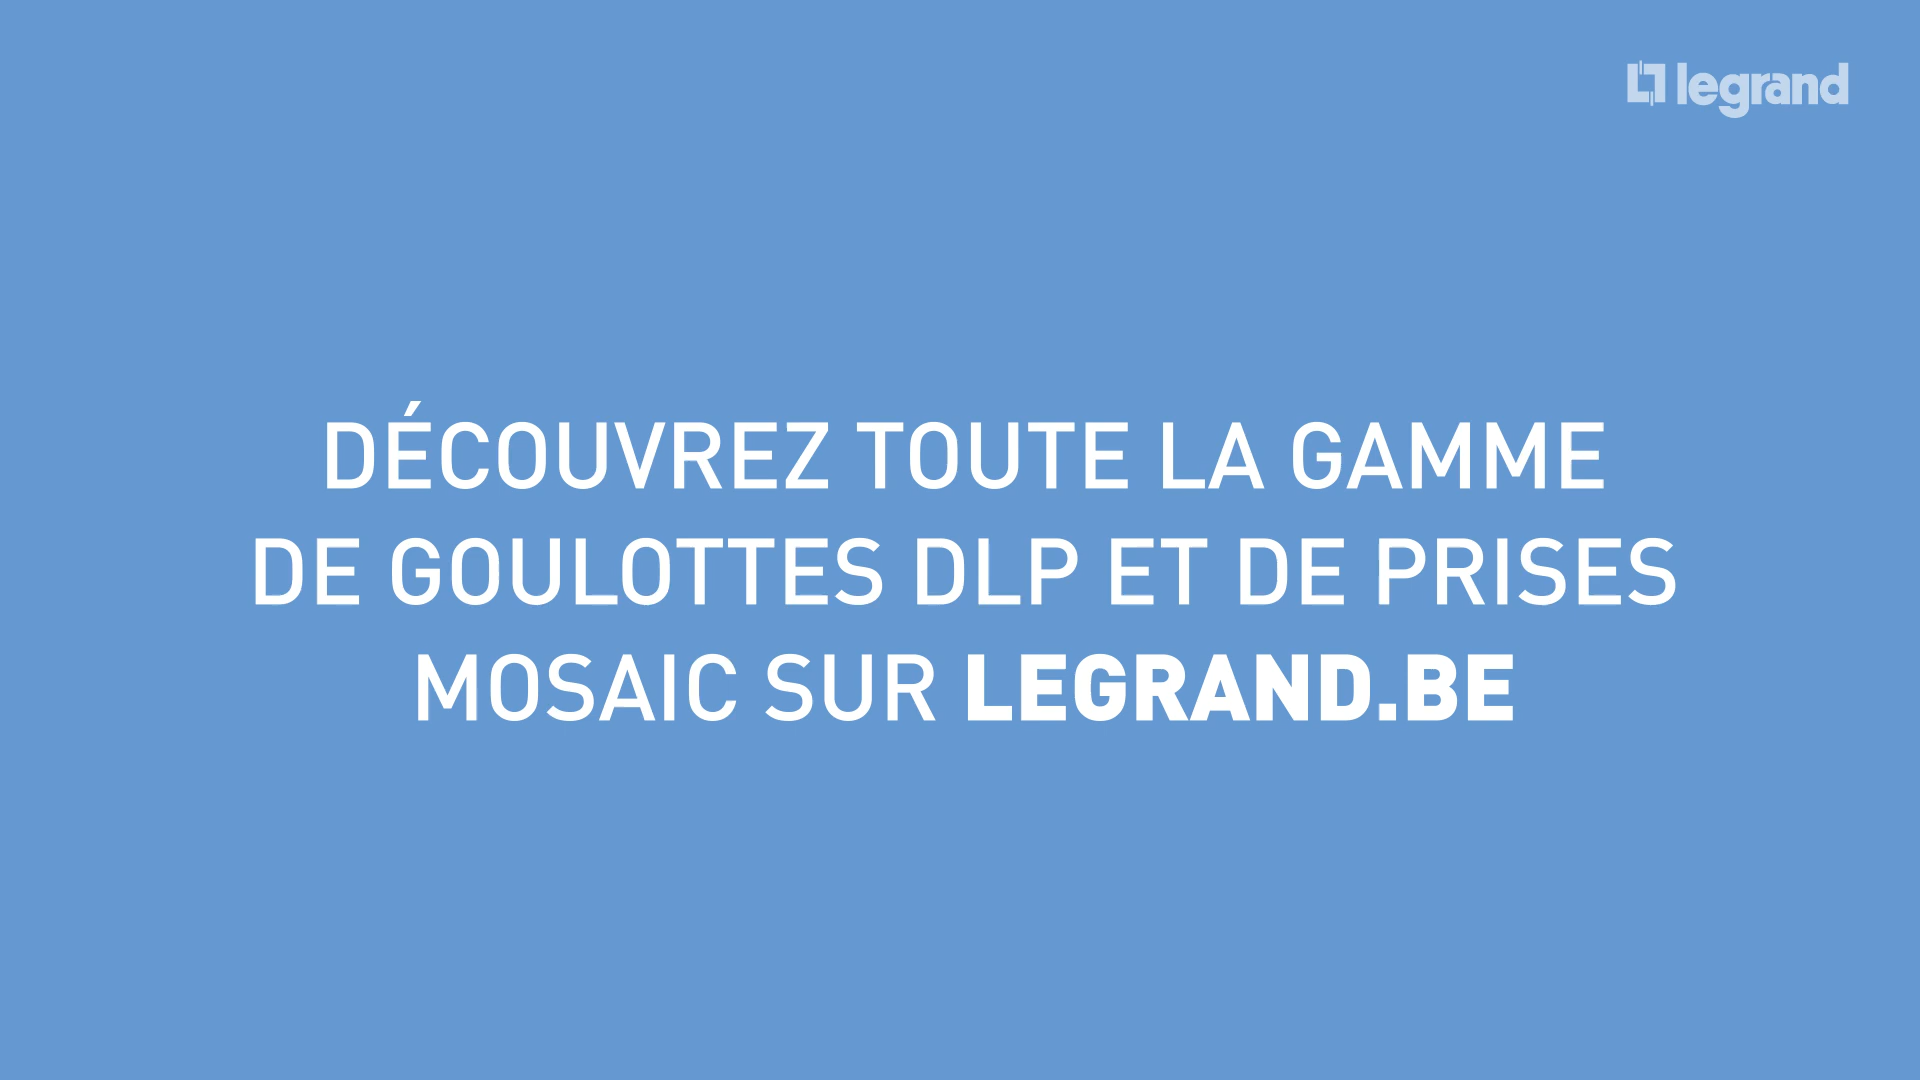 legrand
DÉCOUVREZ TOUTE LA GAMME
DE GOULOTTES DLP ET DE PRISES
MOSAIC SUR LEGRAND.BE